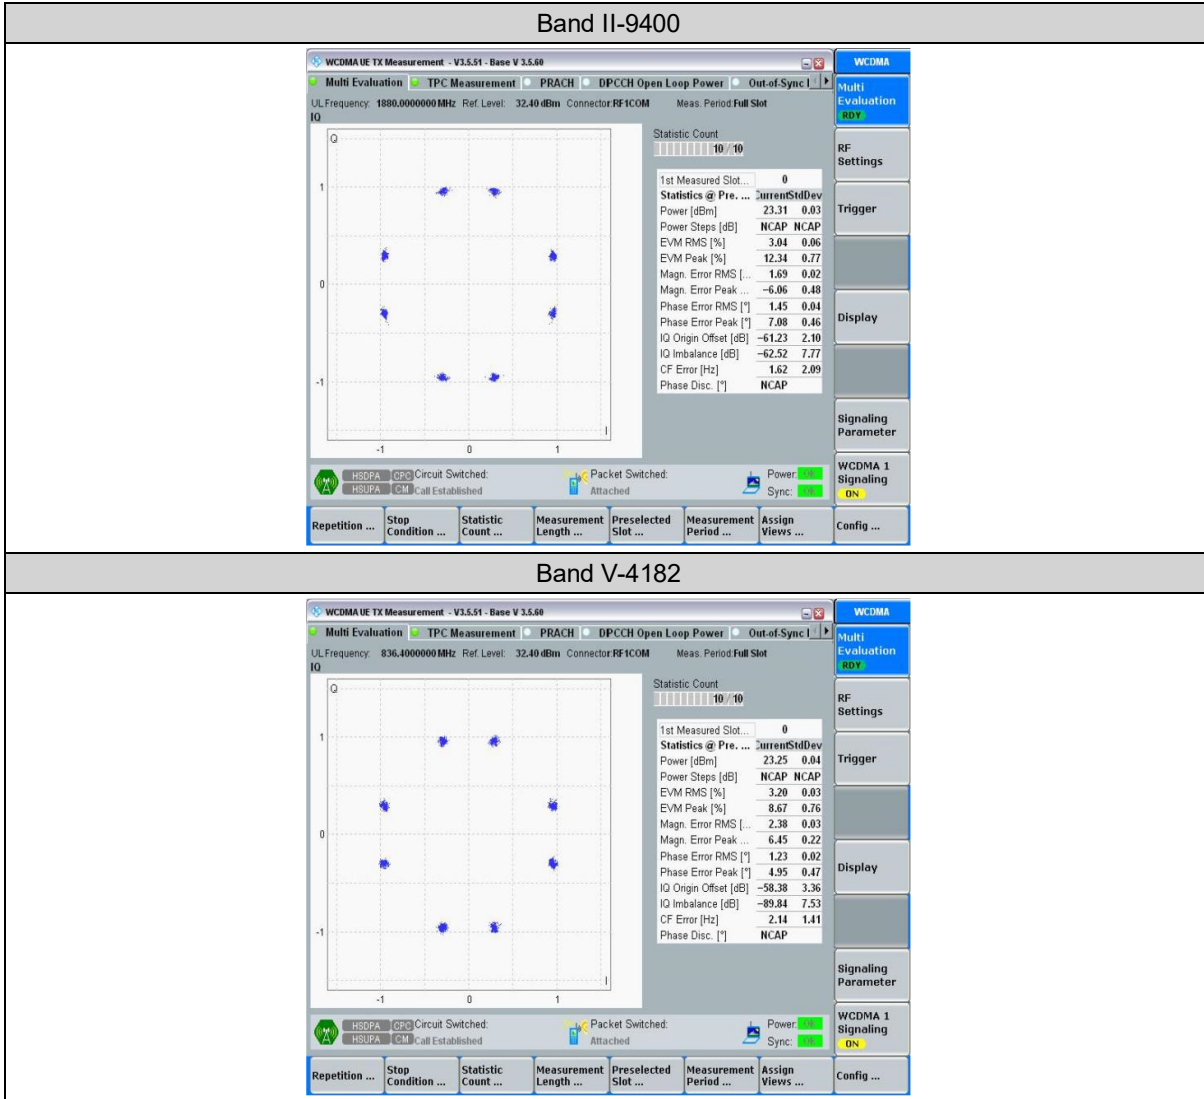 Band II-9400
WCDMA UE TX Measurement - V3.5.51 - Base V 3.5.60
WCDMA
Multi Evaluation TPC Measurement PRACH DPCCH Open Loop Power Out-of-Sync
Multi Evaluation
RDY
UL Frequency: 1880.0000000 MHz Ref. Level: 32.40 dBm Connector:RF1COM Meas. Period:Full Slot
IQ
Q
1
0
-1
I
-1 0 1
Statistic Count
10 / 10
1st Measured Slot... 0
Statistics @ Pre. ... CurrentStdDev
Power [dBm] 23.31 0.03
Power Steps [dB] NCAP NCAP
EVM RMS [%] 3.04 0.06
EVM Peak [%] 12.34 0.77
Magn. Error RMS [... 1.69 0.02
Magn. Error Peak ... −6.06 0.48
Phase Error RMS [°] 1.45 0.04
Phase Error Peak [°] 7.08 0.46
IQ Origin Offset [dB] −61.23 2.10
IQ Imbalance [dB] −62.52 7.77
CF Error [Hz] 1.62 2.09
Phase Disc. [°] NCAP
RF Settings
Trigger
Display
Signaling Parameter
WCDMA 1 Signaling
ON
HSDPA CPC Circuit Switched: Packet Switched: Power: OK
HSUPA CM Call Established Attached Sync: OK
Repetition ... Stop Condition ... Statistic Count ... Measurement Length ... Preselected Slot ... Measurement Period ... Assign Views ... Config ...
Band V-4182
WCDMA UE TX Measurement - V3.5.51 - Base V 3.5.60
WCDMA
Multi Evaluation TPC Measurement PRACH DPCCH Open Loop Power Out-of-Sync
Multi Evaluation
RDY
UL Frequency: 836.4000000 MHz Ref. Level: 32.40 dBm Connector:RF1COM Meas. Period:Full Slot
IQ
Q
1
0
-1
I
-1 0 1
Statistic Count
10 / 10
1st Measured Slot... 0
Statistics @ Pre. ... CurrentStdDev
Power [dBm] 23.25 0.04
Power Steps [dB] NCAP NCAP
EVM RMS [%] 3.20 0.03
EVM Peak [%] 8.67 0.76
Magn. Error RMS [... 2.38 0.03
Magn. Error Peak ... 6.45 0.22
Phase Error RMS [°] 1.23 0.02
Phase Error Peak [°] 4.95 0.47
IQ Origin Offset [dB] −58.38 3.36
IQ Imbalance [dB] −89.84 7.53
CF Error [Hz] 2.14 1.41
Phase Disc. [°] NCAP
RF Settings
Trigger
Display
Signaling Parameter
WCDMA 1 Signaling
ON
HSDPA CPC Circuit Switched: Packet Switched: Power: OK
HSUPA CM Call Established Attached Sync: OK
Repetition ... Stop Condition ... Statistic Count ... Measurement Length ... Preselected Slot ... Measurement Period ... Assign Views ... Config ...